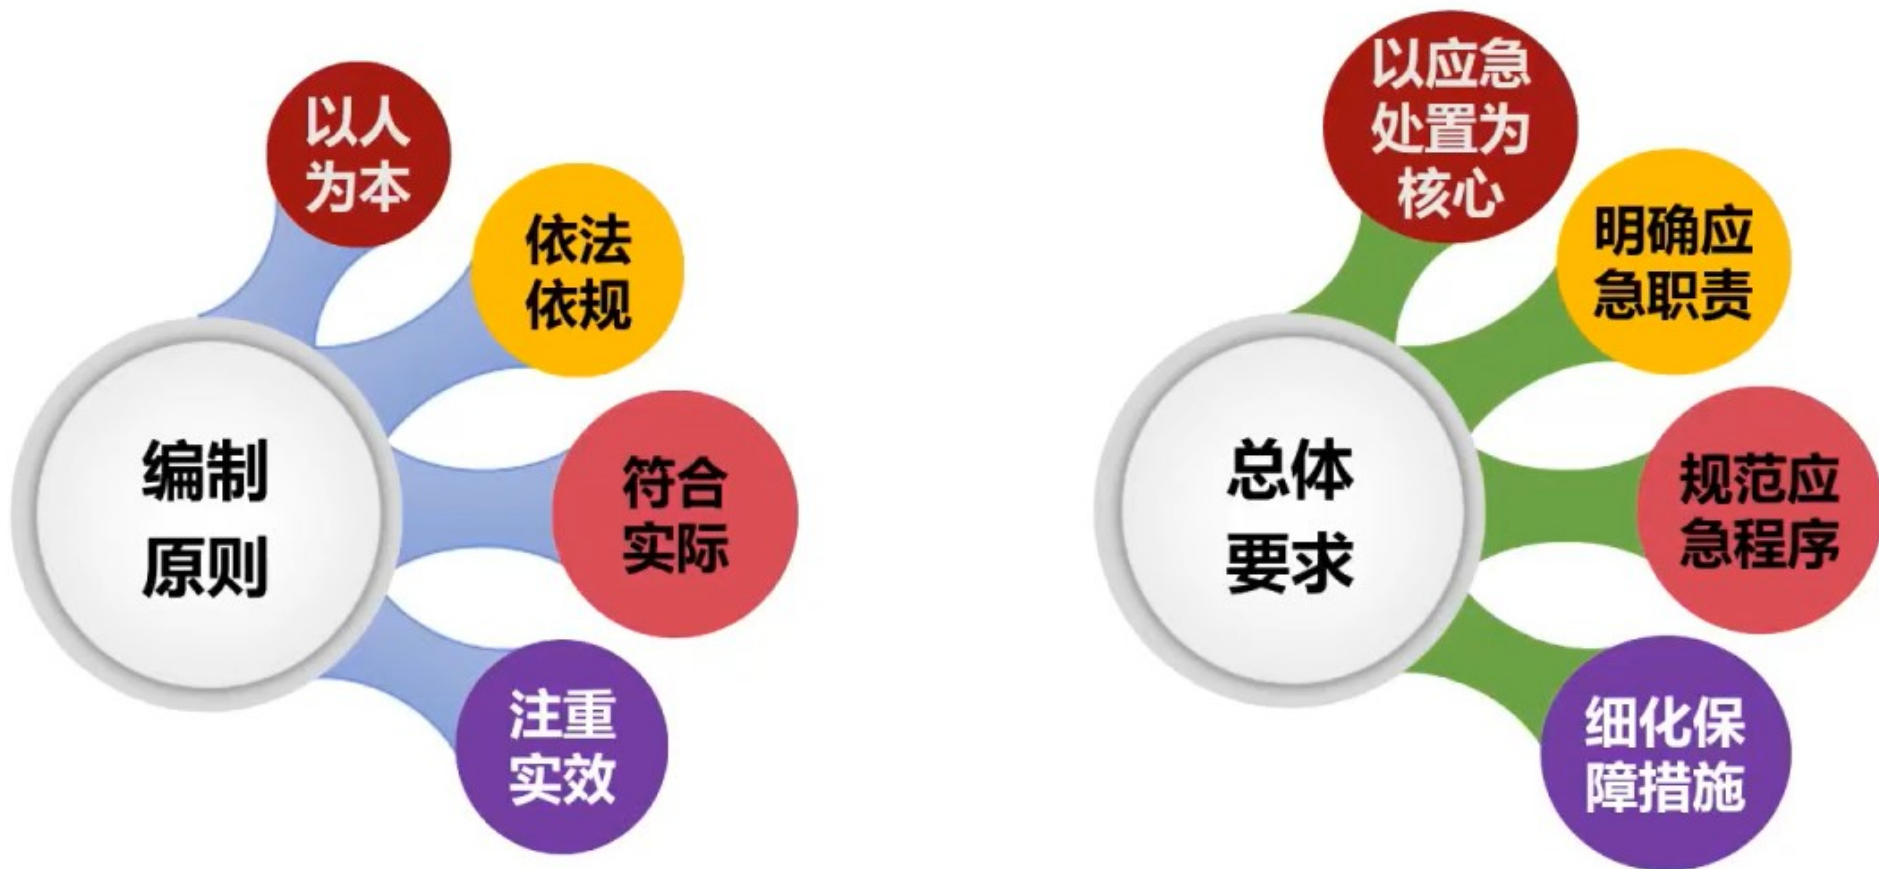 以人
为本
依法
依规
编制
原则
符合
实际
注重
实效
以应急
处置为
核心
明确应
急职责
总体
要求
规范应
急程序
细化保
障措施